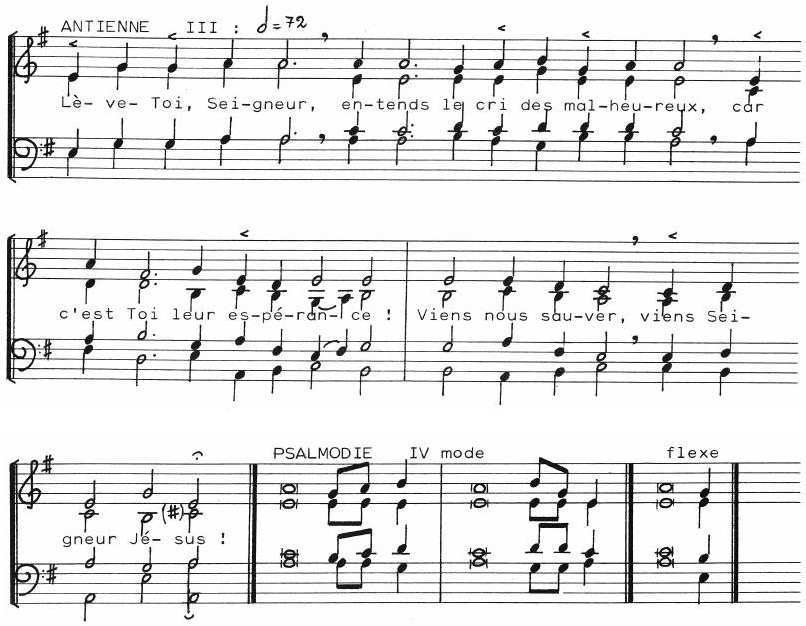 ANTIENNE III : 𝅗𝅥 = 72
Lè- ve- Toi, Sei-gneur, en-tends le cri des mal-heu-reux, car
c'est Toi leur es-pé-ran- ce ! Viens nous sau-ver, viens Sei-
PSALMODIE IV mode flexe
gneur Jé- sus !